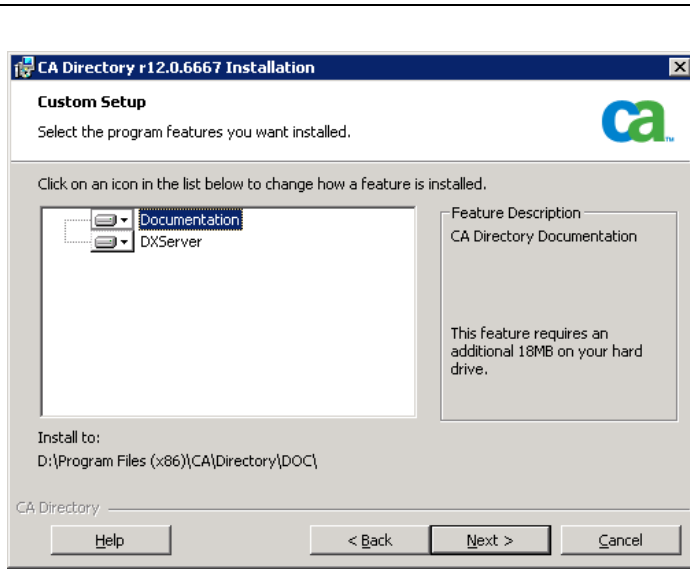 CA Directory r12.0.6667 Installation
Custom Setup
Select the program features you want installed.
ca™
Click on an icon in the list below to change how a feature is installed.
Documentation
DXServer
Feature Description
CA Directory Documentation
This feature requires an
additional 18MB on your hard
drive.
Install to:
D:\Program Files (x86)\CA\Directory\DOC\
CA Directory
Help
< Back
Next >
Cancel